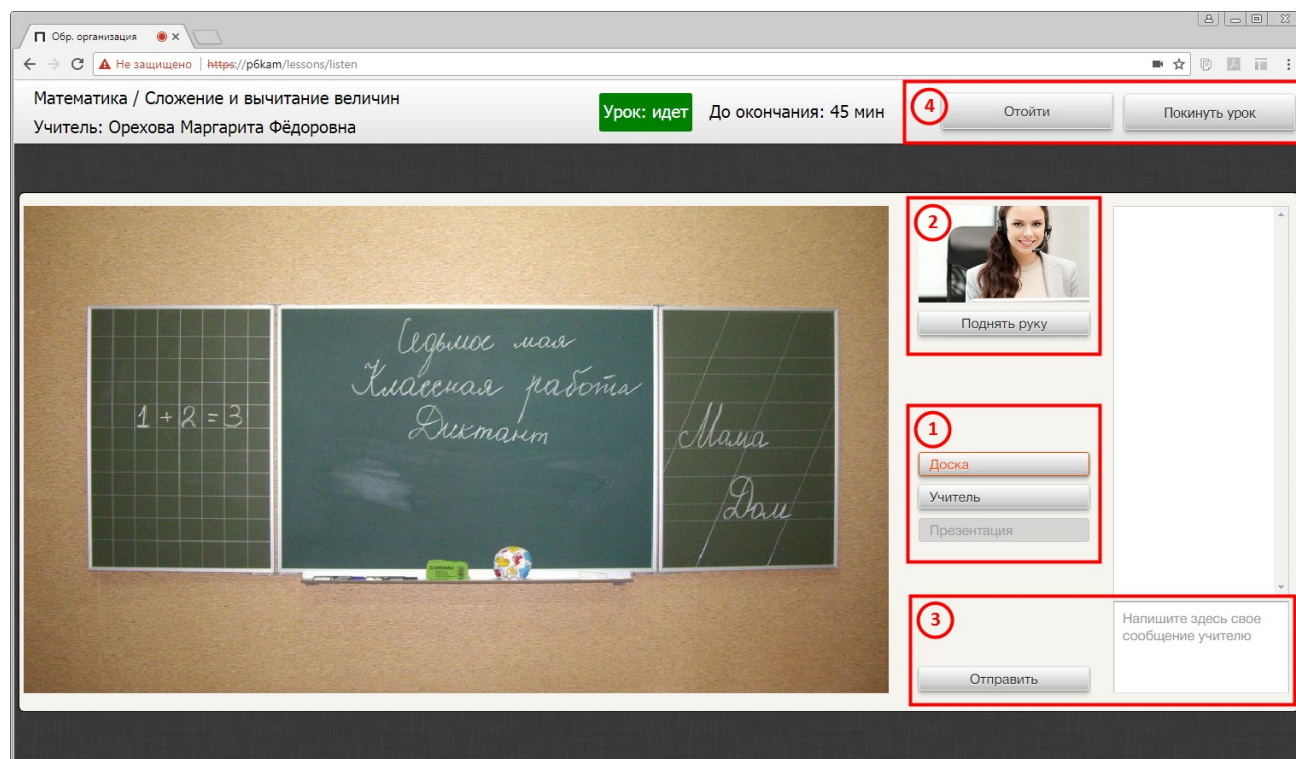 Обр. организация
Не защищено | https://p6kam/lessons/listen
Математика / Сложение и вычитание величин
Учитель: Орехова Маргарита Фёдоровна
Урок: идет
До окончания: 45 мин
4
Отойти
Покинуть урок
2
Поднять руку
1 + 2 = 3
Седьмое мая
Классная работа
Диктант
Мама
Дом
1
Доска
Учитель
Презентация
3
Напишите здесь свое
сообщение учителю
Отправить